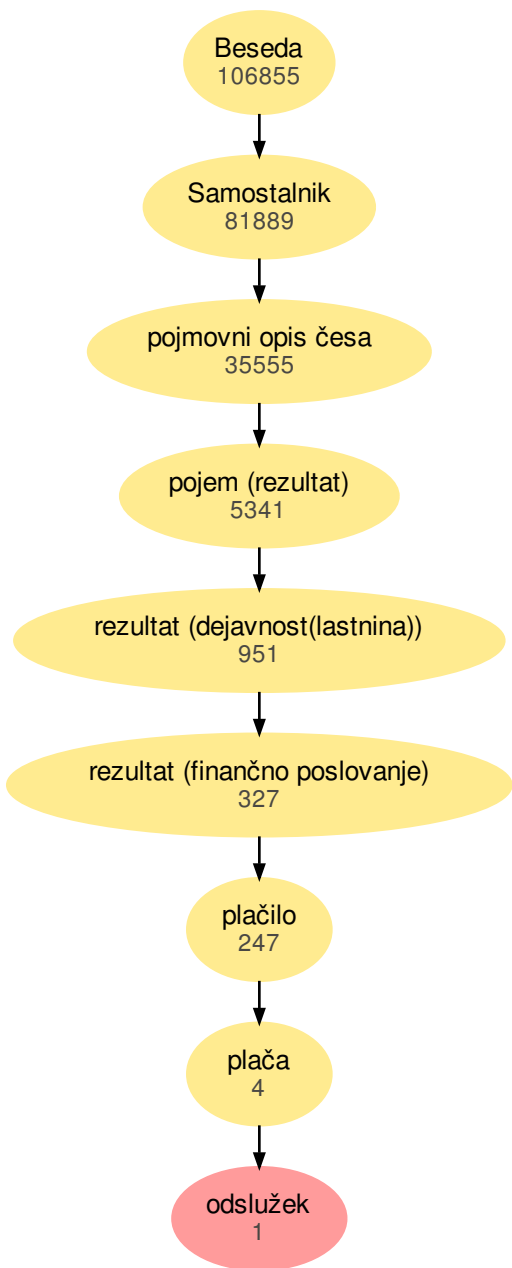 Beseda
106855
Samostalnik
81889
pojmovni opis česa
35555
pojem (rezultat)
5341
rezultat (dejavnost(lastnina))
951
rezultat (finančno poslovanje)
327
plačilo
247
plača
4
odslužek
1